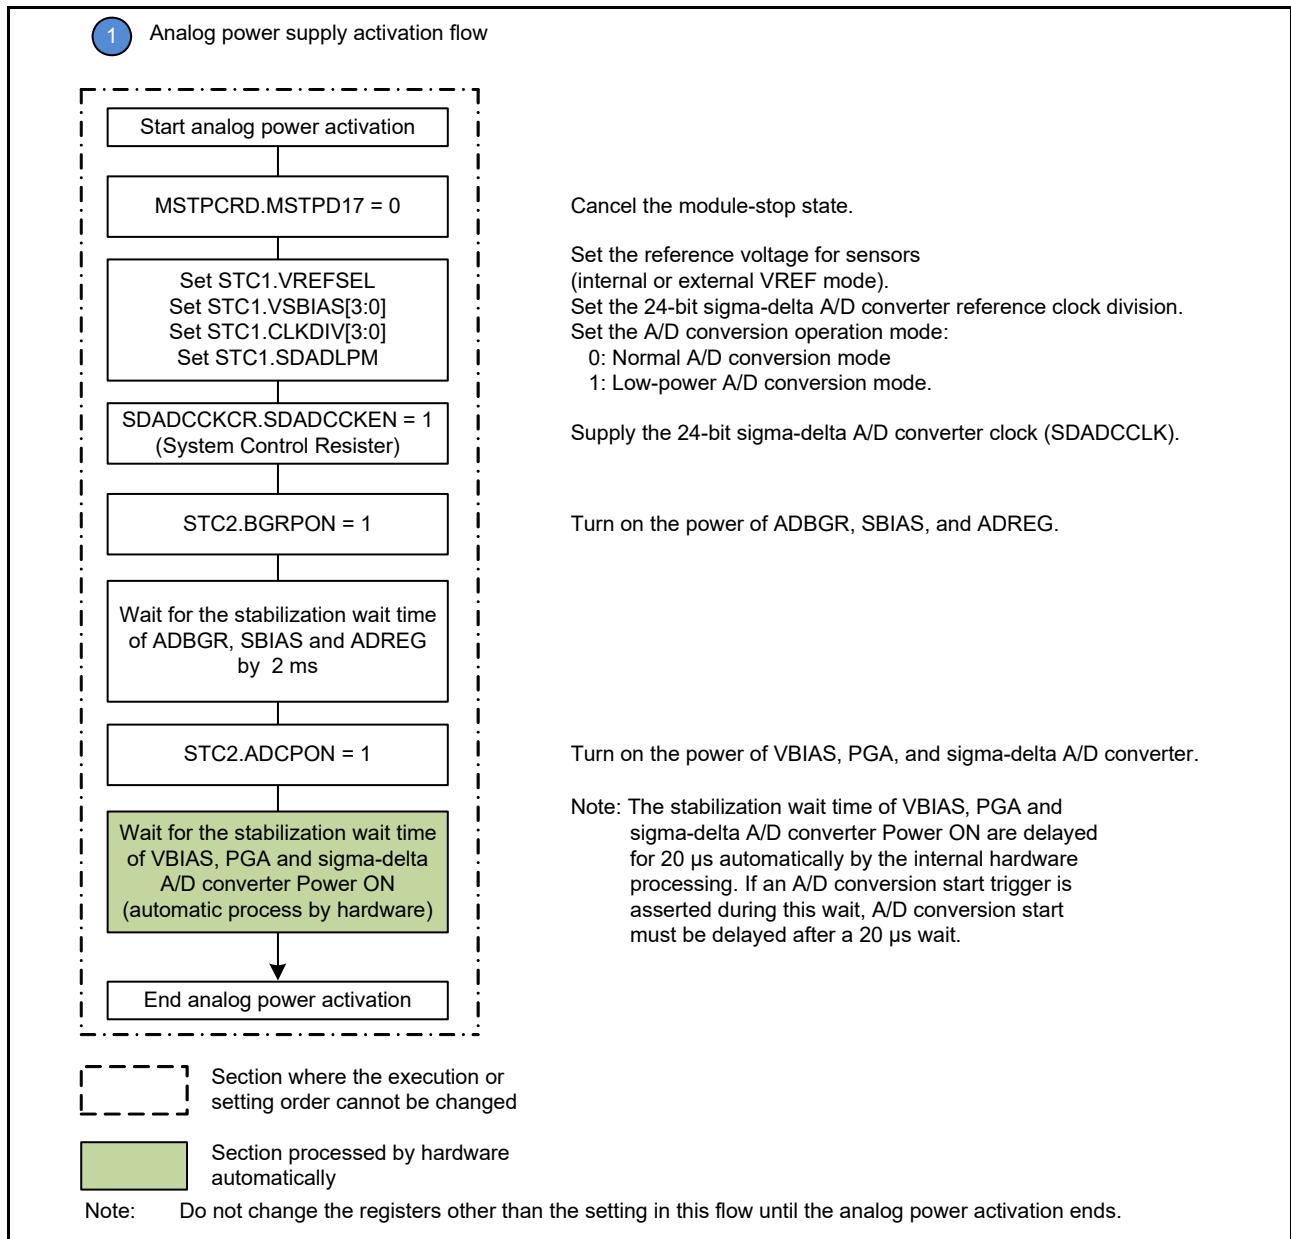 1 Analog power supply activation flow
Start analog power activation
MSTPCRD.MSTPD17 = 0
Cancel the module-stop state.
Set STC1.VREFSEL
Set STC1.VSBIAS[3:0]
Set STC1.CLKDIV[3:0]
Set STC1.SDADLPM
Set the reference voltage for sensors
(internal or external VREF mode).
Set the 24-bit sigma-delta A/D converter reference clock division.
Set the A/D conversion operation mode:
0: Normal A/D conversion mode
1: Low-power A/D conversion mode.
SDADCCKCR.SDADCCKEN = 1
(System Control Resister)
Supply the 24-bit sigma-delta A/D converter clock (SDADCCLK).
STC2.BGRPON = 1
Turn on the power of ADBGR, SBIAS, and ADREG.
Wait for the stabilization wait time
of ADBGR, SBIAS and ADREG
by 2 ms
STC2.ADCPON = 1
Turn on the power of VBIAS, PGA, and sigma-delta A/D converter.
Wait for the stabilization wait time
of VBIAS, PGA and sigma-delta
A/D converter Power ON
(automatic process by hardware)
Note: The stabilization wait time of VBIAS, PGA and
sigma-delta A/D converter Power ON are delayed
for 20 µs automatically by the internal hardware
processing. If an A/D conversion start trigger is
asserted during this wait, A/D conversion start
must be delayed after a 20 µs wait.
End analog power activation
Section where the execution or
setting order cannot be changed
Section processed by hardware
automatically
Note: Do not change the registers other than the setting in this flow until the analog power activation ends.